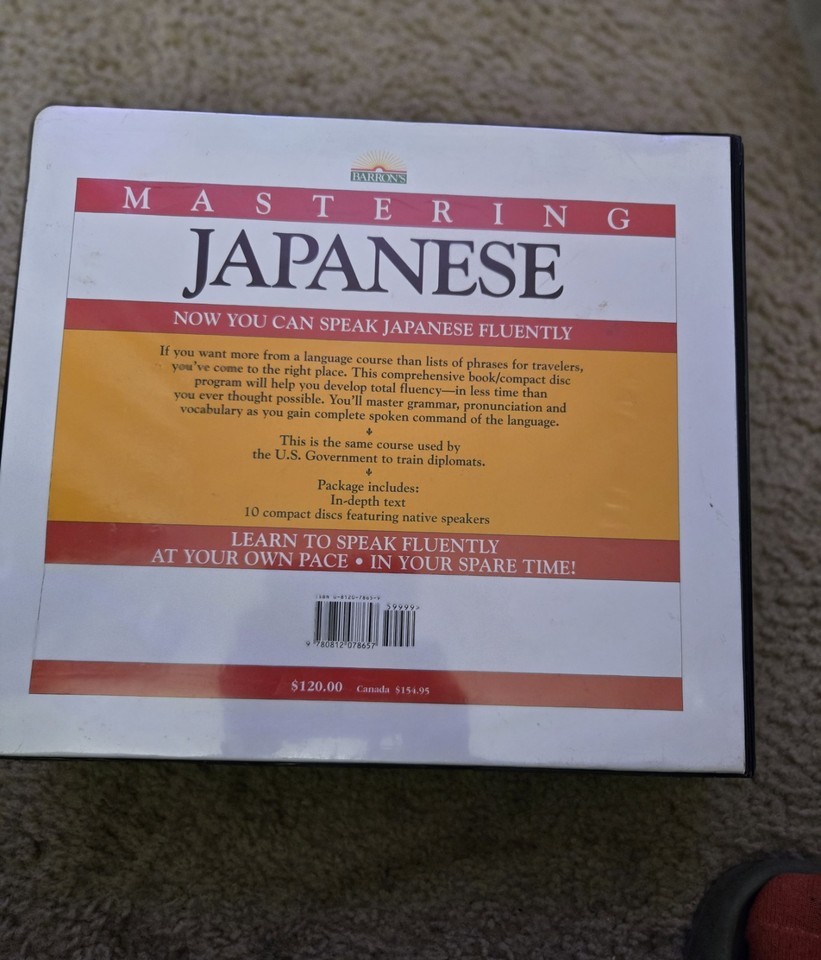 BARRON'S
MASTERING
JAPANESE
NOW YOU CAN SPEAK JAPANESE FLUENTLY
If you want more from a language course than lists of phrases for travelers,
you've come to the right place. This comprehensive book/compact disc
program will help you develop total fluency—in less time than
you ever thought possible. You'll master grammar, pronunciation and
vocabulary as you gain complete spoken command of the language.
This is the same course used by
the U.S. Government to train diplomats.
Package includes:
In-depth text
10 compact discs featuring native speakers
LEARN TO SPEAK FLUENTLY
AT YOUR OWN PACE • IN YOUR SPARE TIME!
ISBN 0-8120-7865-9
59999>
9 780812 078657
$120.00 Canada $154.95